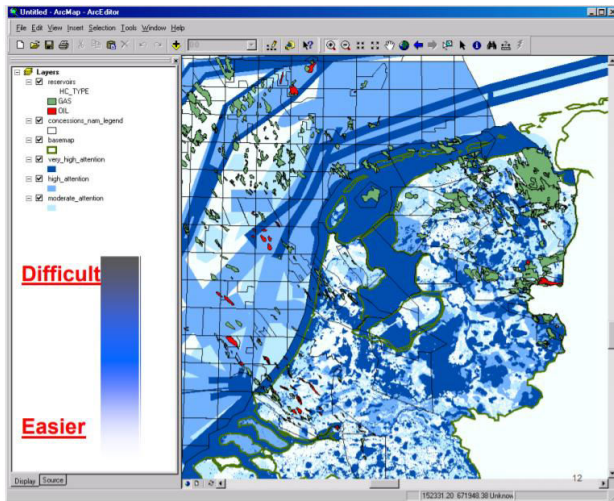 Untitled - ArcMap - ArcEditor
File Edit View Insert Selection Tools Window Help
Layers
reservoirs
HC_TYPE
GAS
OIL
concessions_nam_legend
basemap
very_high_attention
high_attention
moderate_attention
Difficult
Easier
12
Display Source
152331.20 671948.38 Unknow